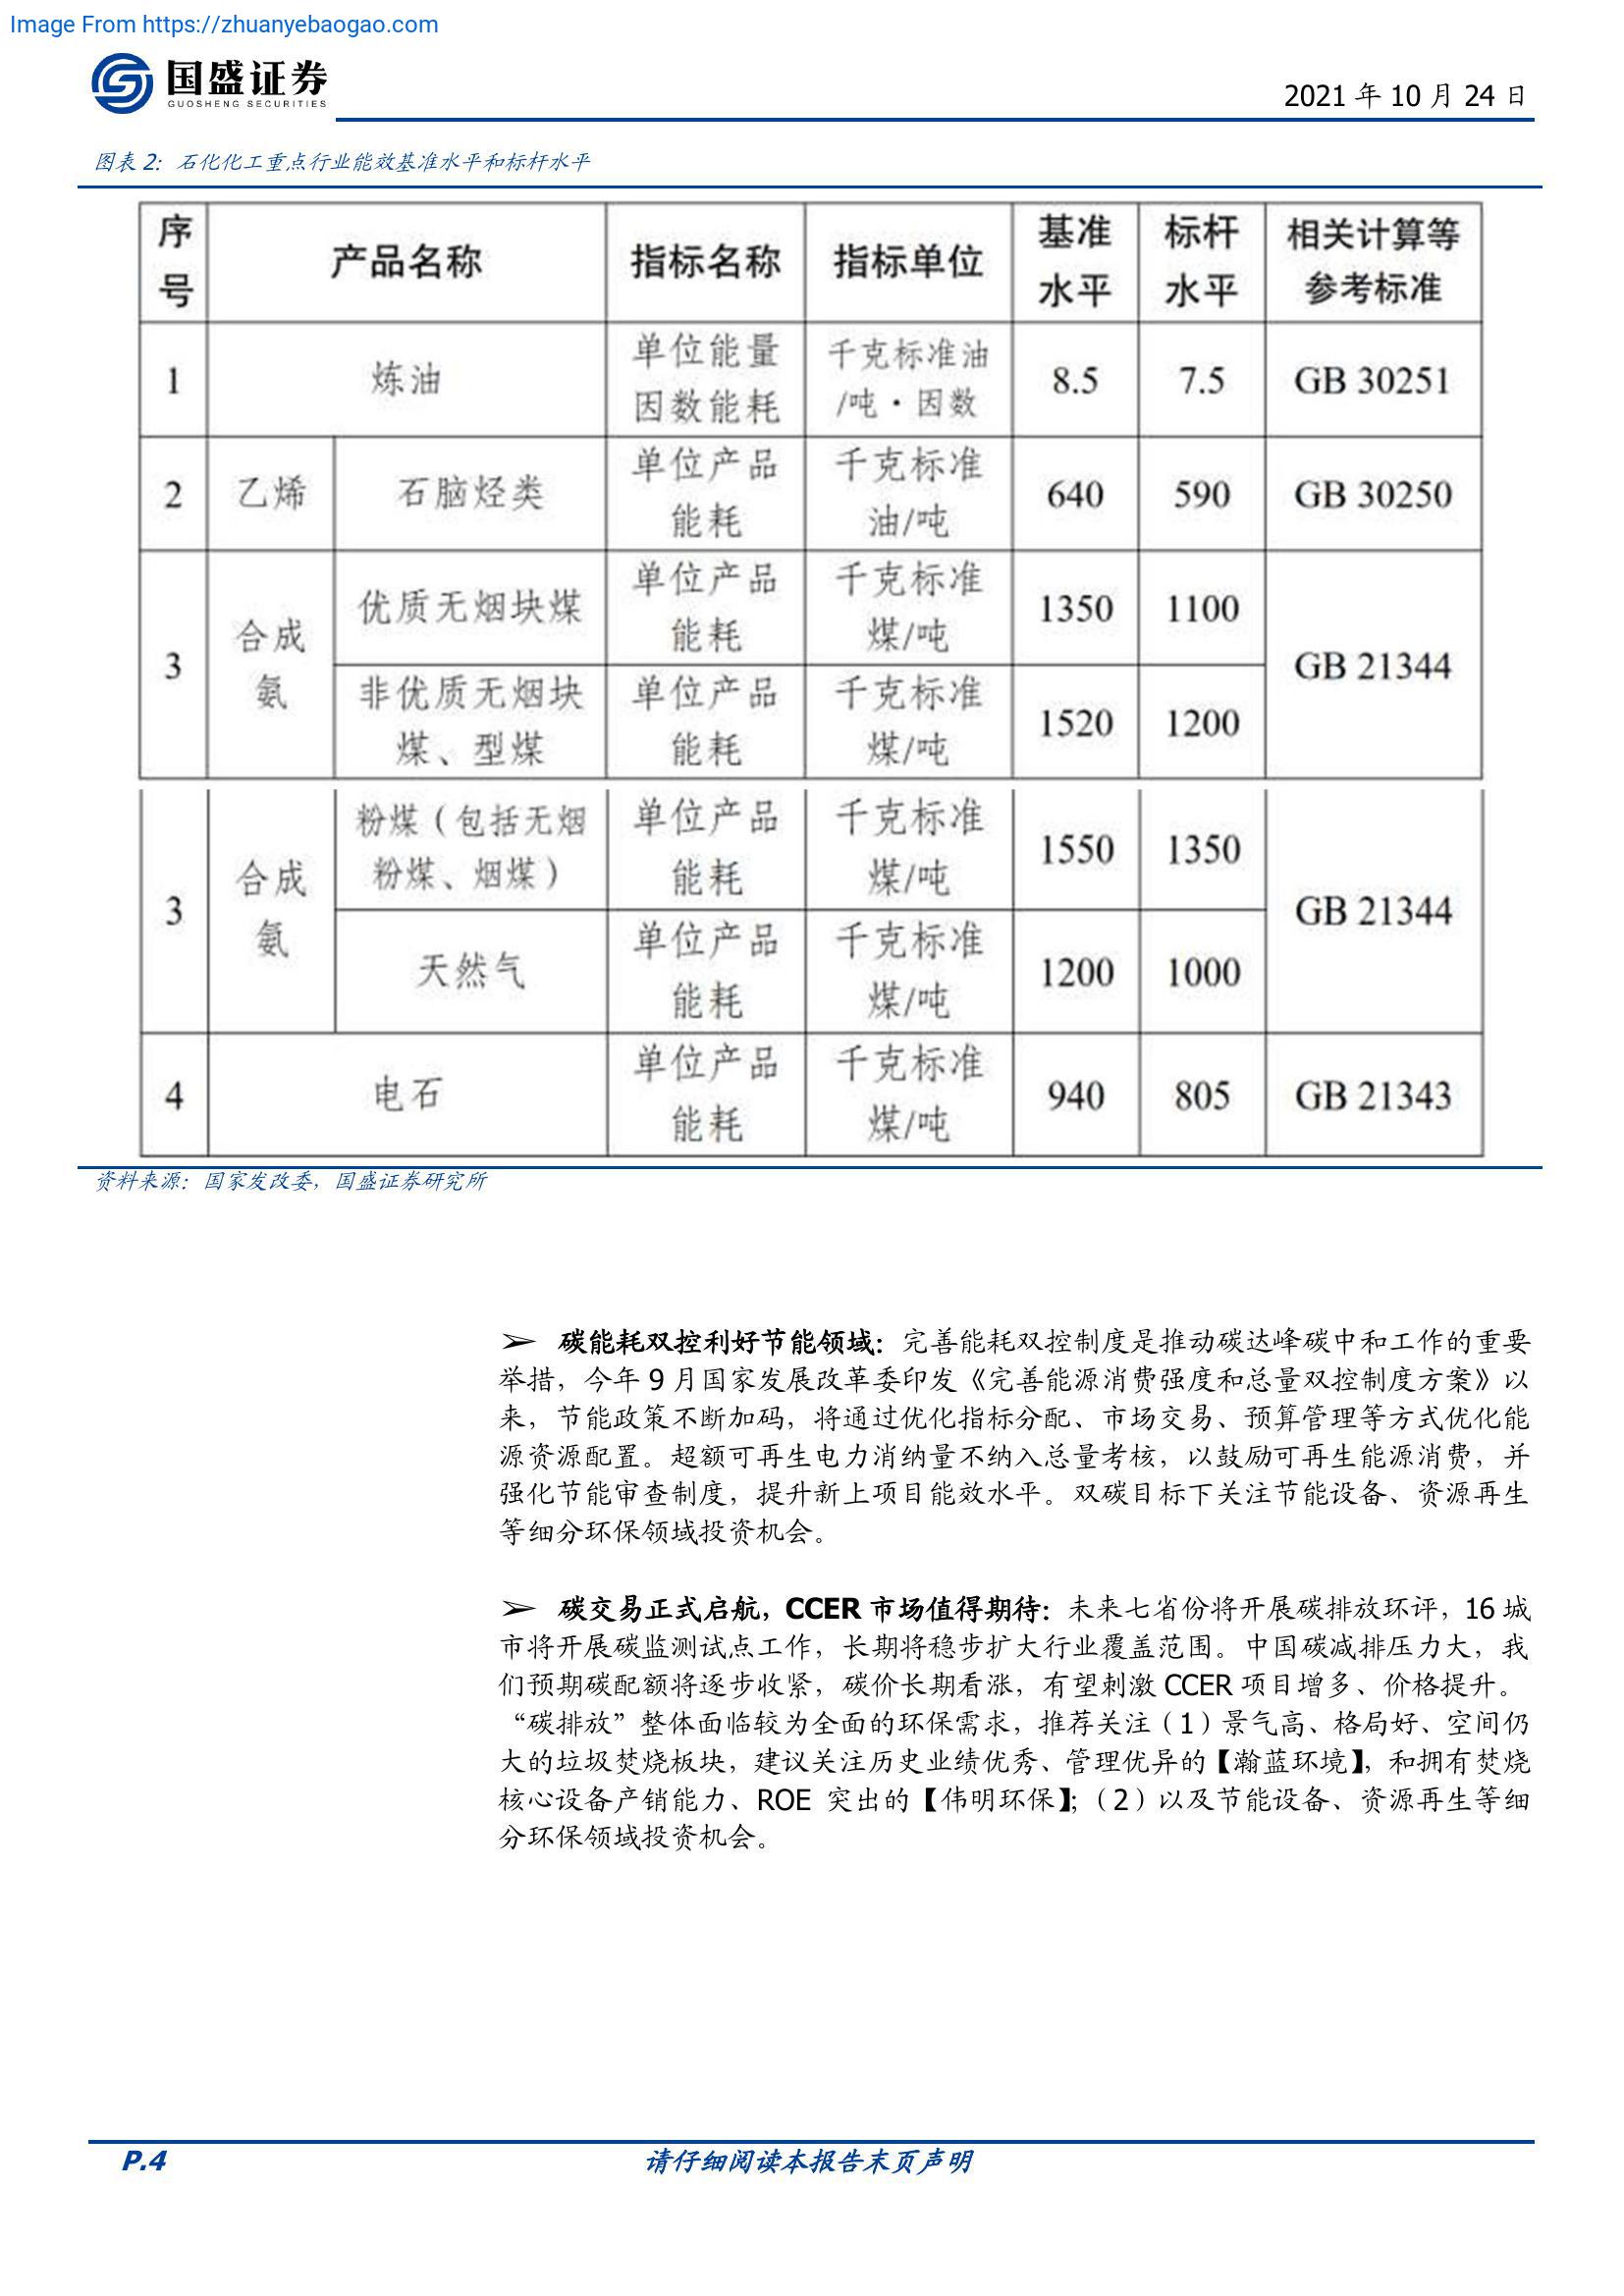 Image From https://zhuanyebaogao.com
国盛证券
GUOSHENG SECURITIES
2021 年 10 月 24 日
图表 2：石化化工重点行业能效基准水平和标杆水平
序号 产品名称 指标名称 指标单位 基准水平 标杆水平 相关计算等参考标准
1 炼油 单位能量因数能耗 千克标准油/吨·因数 8.5 7.5 GB 30251
2 乙烯 石脑烃类 单位产品能耗 千克标准油/吨 640 590 GB 30250
3 合成氨 优质无烟块煤 单位产品能耗 千克标准煤/吨 1350 1100 GB 21344
非优质无烟块煤、型煤 单位产品能耗 千克标准煤/吨 1520 1200
3 合成氨 粉煤（包括无烟粉煤、烟煤） 单位产品能耗 千克标准煤/吨 1550 1350 GB 21344
天然气 单位产品能耗 千克标准煤/吨 1200 1000
4 电石 单位产品能耗 千克标准煤/吨 940 805 GB 21343
资料来源：国家发改委，国盛证券研究所
➢ 碳能耗双控利好节能领域：完善能耗双控制度是推动碳达峰碳中和工作的重要
举措，今年 9 月国家发展改革委印发《完善能源消费强度和总量双控制度方案》以
来，节能政策不断加码，将通过优化指标分配、市场交易、预算管理等方式优化能
源资源配置。超额可再生电力消纳量不纳入总量考核，以鼓励可再生能源消费，并
强化节能审查制度，提升新上项目能效水平。双碳目标下关注节能设备、资源再生
等细分环保领域投资机会。
➢ 碳交易正式启航，CCER 市场值得期待：未来七省份将开展碳排放环评，16 城
市将开展碳监测试点工作，长期将稳步扩大行业覆盖范围。中国碳减排压力大，我
们预期碳配额将逐步收紧，碳价长期看涨，有望刺激 CCER 项目增多、价格提升。
“碳排放”整体面临较为全面的环保需求，推荐关注（1）景气高、格局好、空间仍
大的垃圾焚烧板块，建议关注历史业绩优秀、管理优异的【瀚蓝环境】，和拥有焚烧
核心设备产销能力、ROE 突出的【伟明环保】；（2）以及节能设备、资源再生等细
分环保领域投资机会。
P.4
请仔细阅读本报告末页声明